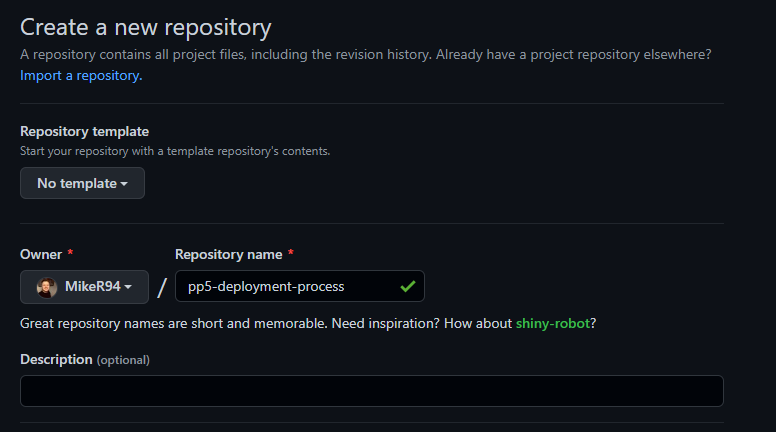 Create a new repository
A repository contains all project files, including the revision history. Already have a project repository elsewhere?
Import a repository.
Repository template
Start your repository with a template repository's contents.
No template
Owner *
Repository name *
MikeR94
/
pp5-deployment-process
Great repository names are short and memorable. Need inspiration? How about shiny-robot?
Description (optional)